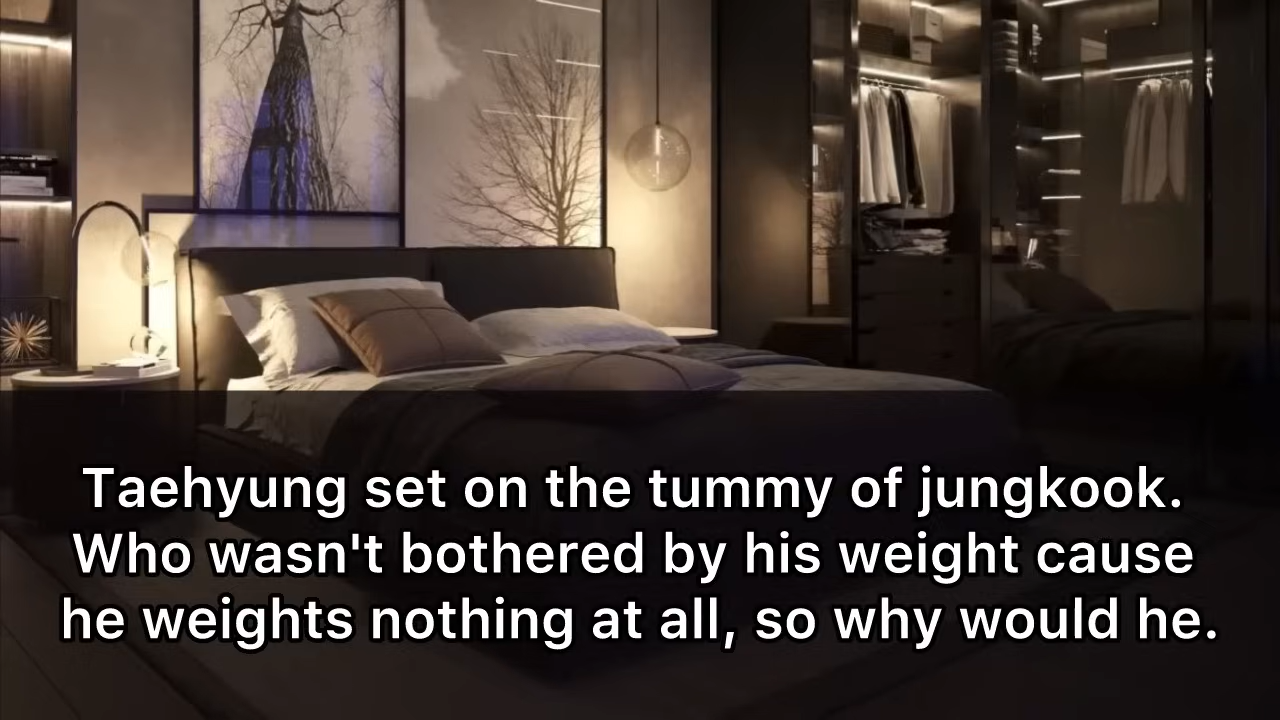 Taehyung set on the tummy of jungkook.
Who wasn't bothered by his weight cause
he weights nothing at all, so why would he.